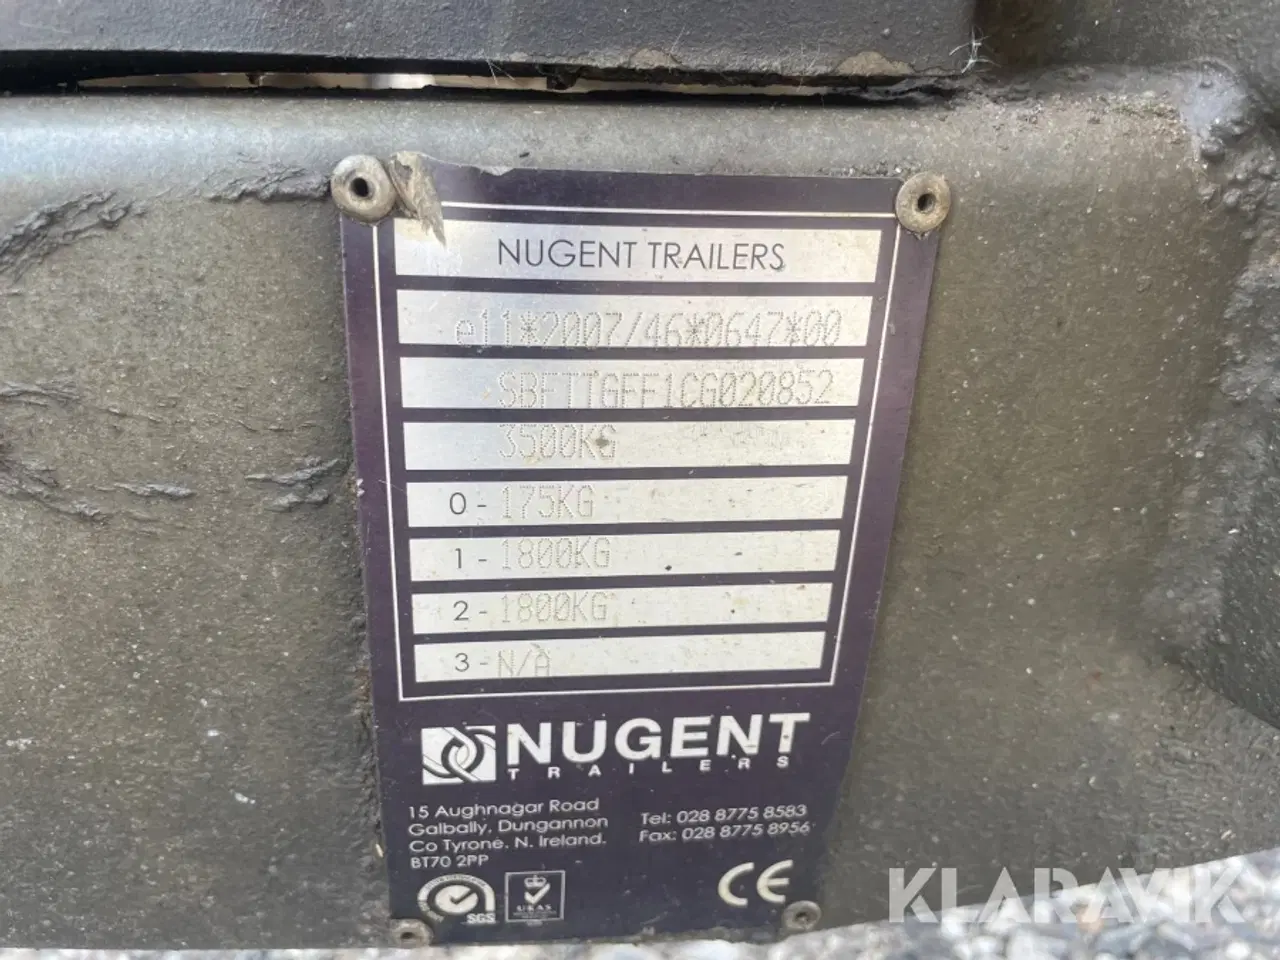 NUGENT TRAILERS
e11*2007/46*0647*00
SBFTTGFF1CG020852
3500KG
0 - 175KG
1 - 1800KG
2 - 1800KG
3 - N/A
NUGENT
TRAILERS
15 Aughnagar Road
Galbally, Dungannon
Co Tyrone. N. Ireland.
BT70 2PP
Tel: 028 8775 8583
Fax: 028 8775 8956
SGS
UKAS
CE
KLARAVIK